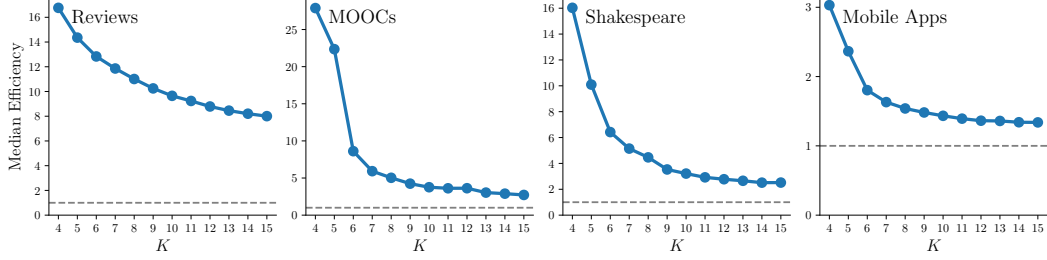 Reviews
MOOCs
Shakespeare
Mobile Apps
Median Efficiency
0 2 4 6 8 10 12 14 16
4 5 6 7 8 9 10 11 12 13 14 15
K
0 5 10 15 20 25
4 5 6 7 8 9 10 11 12 13 14 15
K
0 2 4 6 8 10 12 14 16
4 5 6 7 8 9 10 11 12 13 14 15
K
0 1 2 3
4 5 6 7 8 9 10 11 12 13 14 15
K